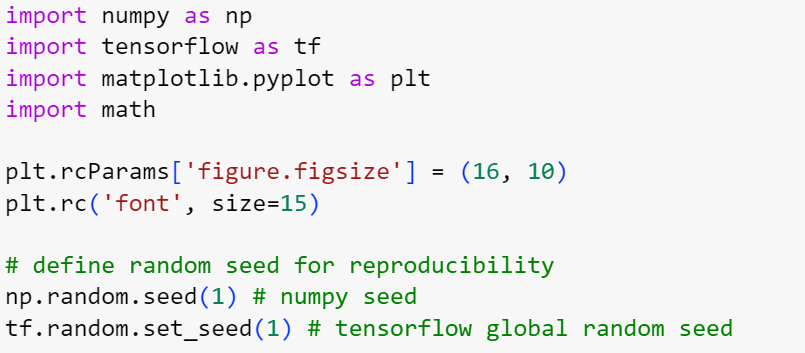 import numpy as np
import tensorflow as tf
import matplotlib.pyplot as plt
import math
plt.rcParams['figure.figsize'] = (16, 10)
plt.rc('font', size=15)
# define random seed for reproducibility
np.random.seed(1) # numpy seed
tf.random.set_seed(1) # tensorflow global random seed